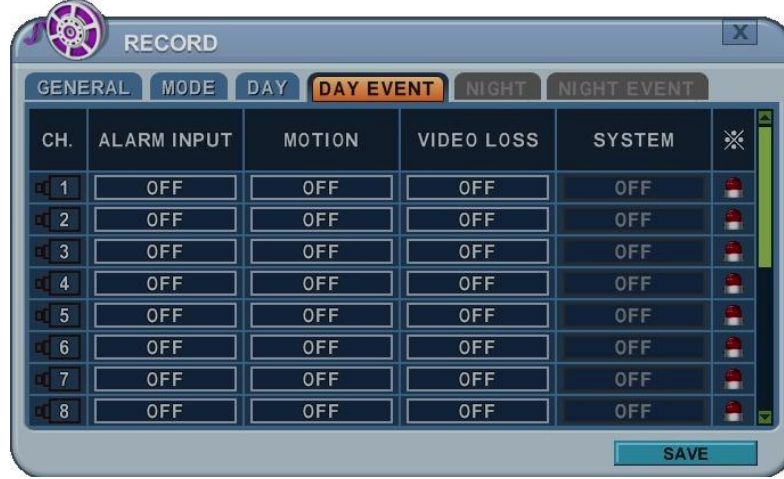 RECORD X
GENERAL MODE DAY DAY EVENT NIGHT NIGHT EVENT
CH. ALARM INPUT MOTION VIDEO LOSS SYSTEM ※
1 OFF OFF OFF OFF
2 OFF OFF OFF OFF
3 OFF OFF OFF OFF
4 OFF OFF OFF OFF
5 OFF OFF OFF OFF
6 OFF OFF OFF OFF
7 OFF OFF OFF OFF
8 OFF OFF OFF OFF
SAVE